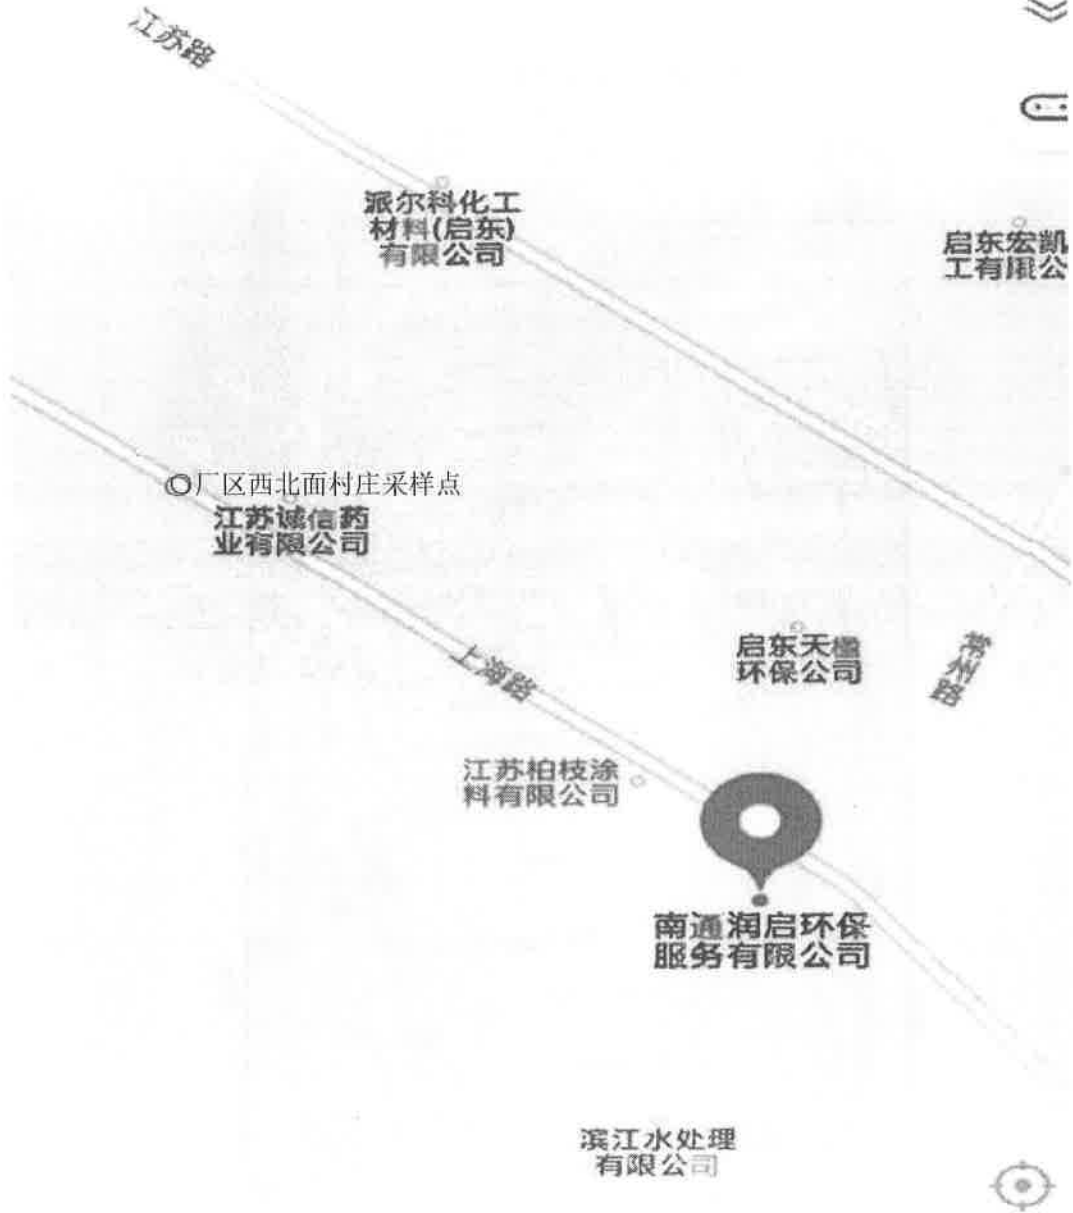 江苏路
派尔科化工
材料(启东)
有限公司
启东宏凯
工有限公
厂区西北面村庄采样点
江苏诚信药
业有限公司
上海路
启东天楹
环保公司
常州路
江苏柏枝涂
料有限公司
南通润启环保
服务有限公司
滨江水处理
有限公司